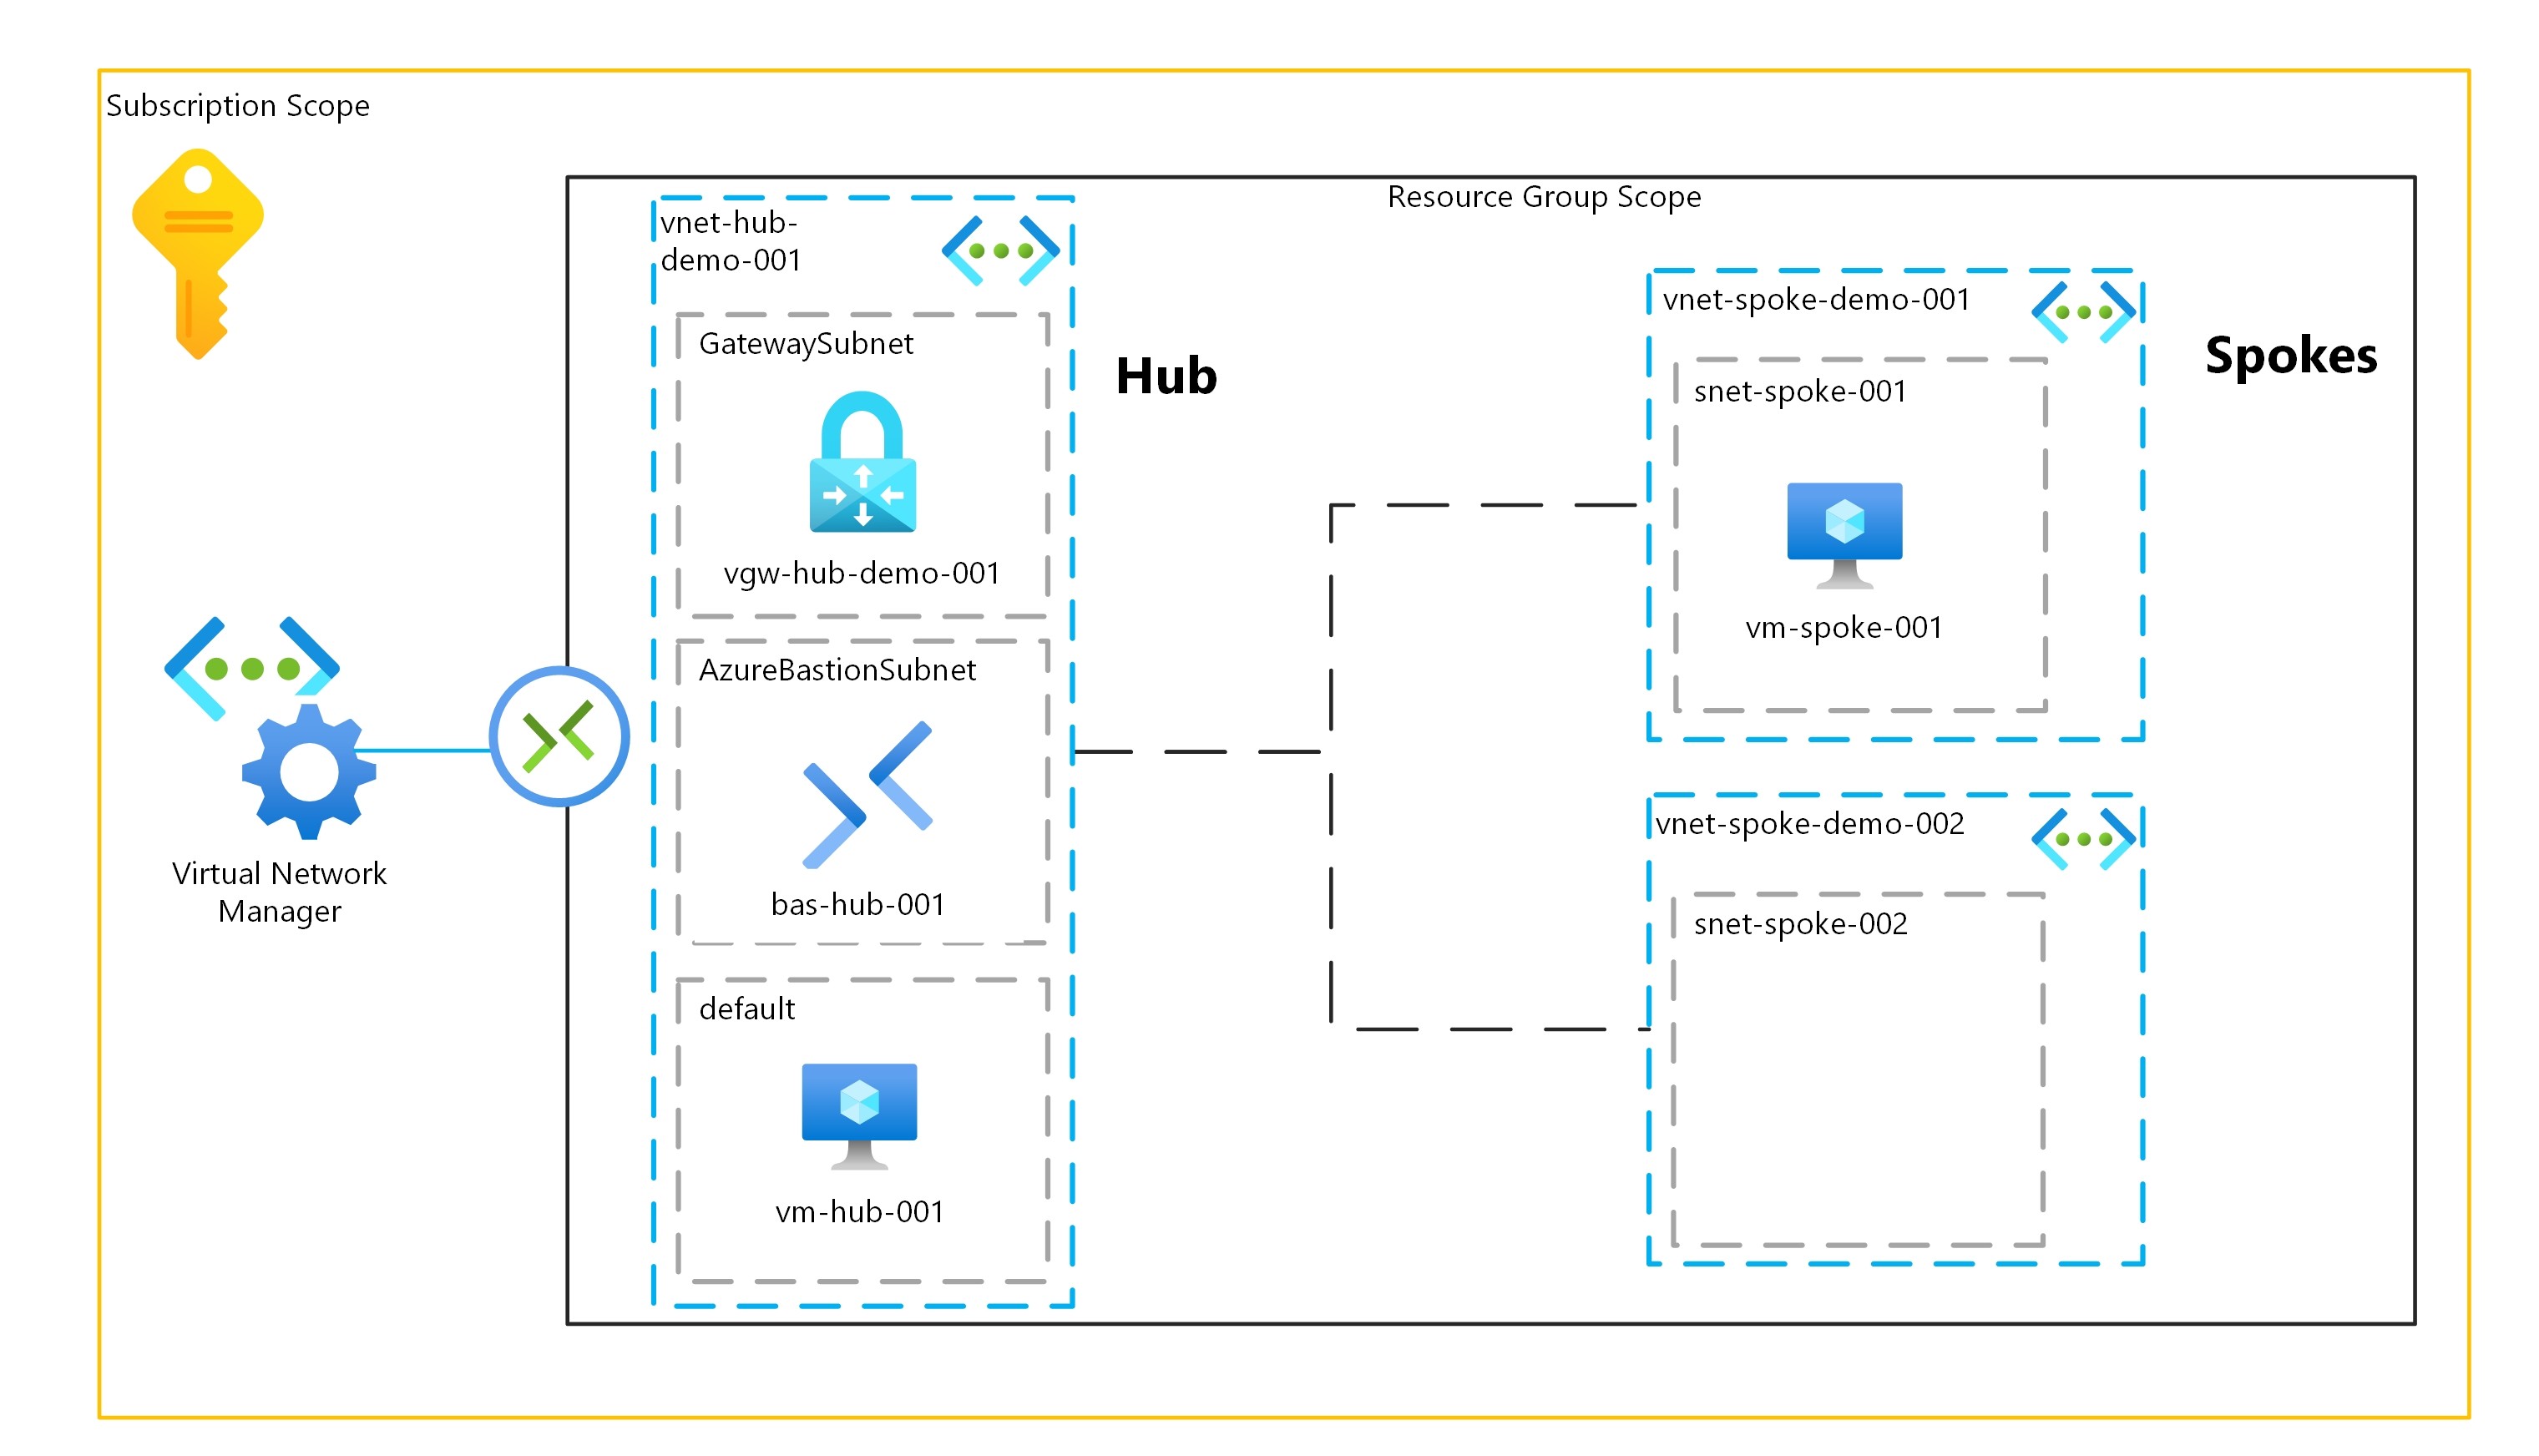 Subscription Scope
Resource Group Scope
vnet-hub-
demo-001
GatewaySubnet
vgw-hub-demo-001
AzureBastionSubnet
bas-hub-001
default
vm-hub-001
Hub
Virtual Network
Manager
vnet-spoke-demo-001
snet-spoke-001
vm-spoke-001
Spokes
vnet-spoke-demo-002
snet-spoke-002